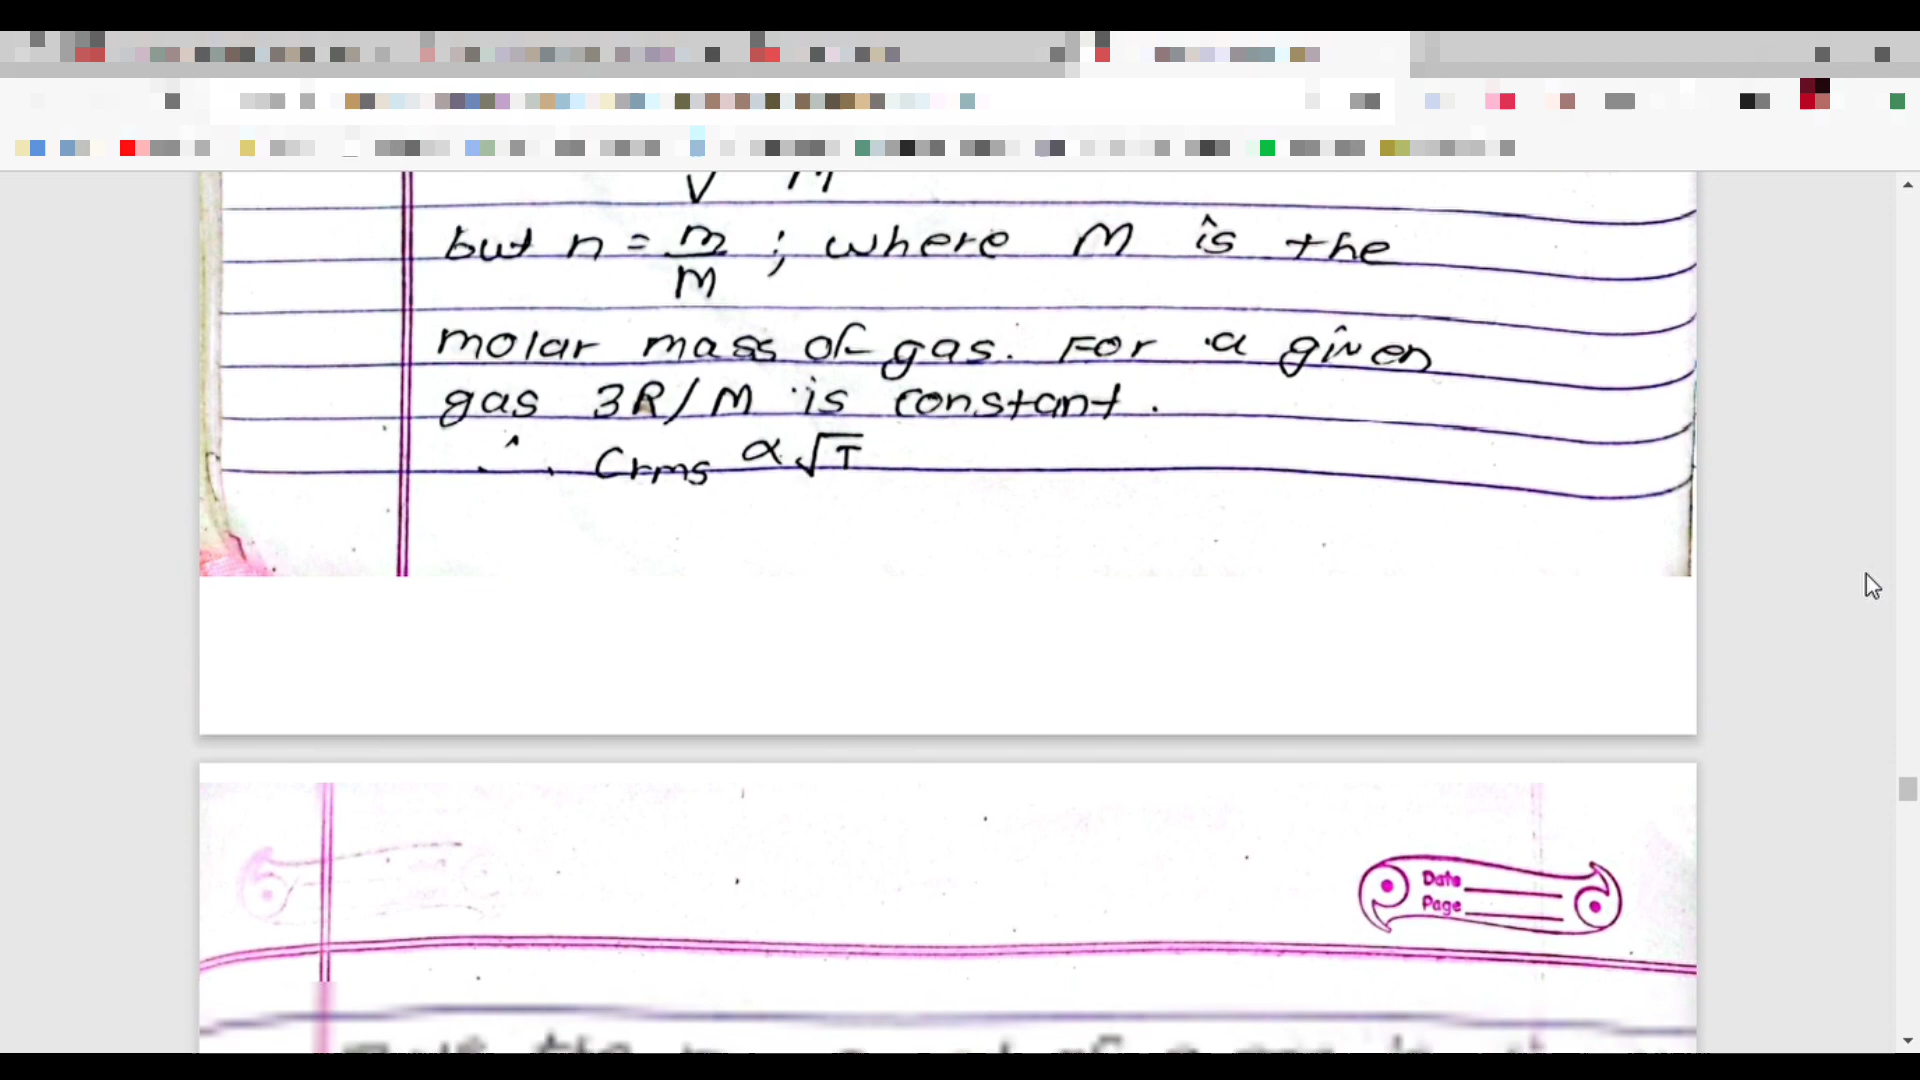 V M
but n = m/M ; where M is the
molar mass of gas. For a given
gas 3R/M is constant.
∴ Crms ∝ √T
Date
Page